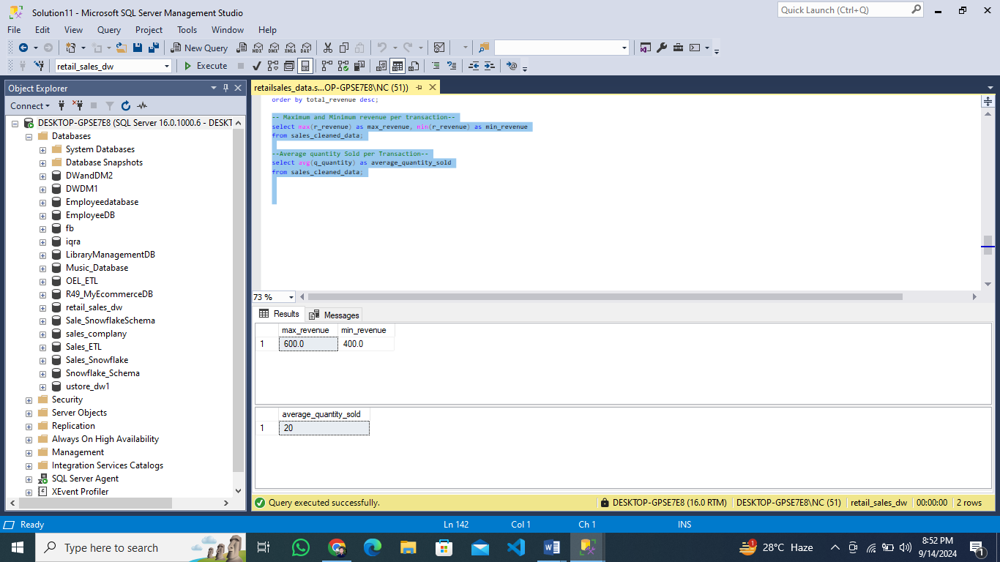 Solution11 - Microsoft SQL Server Management Studio
Quick Launch (Ctrl+Q)
File Edit View Query Project Tools Window Help
New Query MDX DMX XMLA DAX
retail_sales_dw Execute
Object Explorer
retailsales_data.s...OP-GPSE7E8\NC (51))
Connect
DESKTOP-GPSE7E8 (SQL Server 16.0.1000.6 - DESKT
Databases
System Databases
Database Snapshots
DWandDM2
DWDM1
Employeedatabase
EmployeeDB
fb
iqra
LibraryManagementDB
Music_Database
OEL_ETL
R49_MyEcommerceDB
retail_sales_dw
Sale_SnowflakeSchema
sales_complany
Sales_ETL
Sales_Snowflake
Snowflake_Schema
ustore_dw1
Security
Server Objects
Replication
Always On High Availability
Management
Integration Services Catalogs
SQL Server Agent
XEvent Profiler
order by total_revenue desc;
-- Maximum and Minimum revenue per transaction--
select max(r_revenue) as max_revenue, min(r_revenue) as min_revenue
from sales_cleaned_data;
--Average quantity Sold per Transaction--
select avg(q_quantity) as average_quantity_sold
from sales_cleaned_data;
73 %
Results Messages
max_revenue min_revenue
1 600.0 400.0
average_quantity_sold
1 20
Query executed successfully. DESKTOP-GPSE7E8 (16.0 RTM) DESKTOP-GPSE7E8\NC (51) retail_sales_dw 00:00:00 2 rows
Ready Ln 142 Col 1 Ch 1 INS
Type here to search
1 28°C Haze
8:52 PM
9/14/2024
1